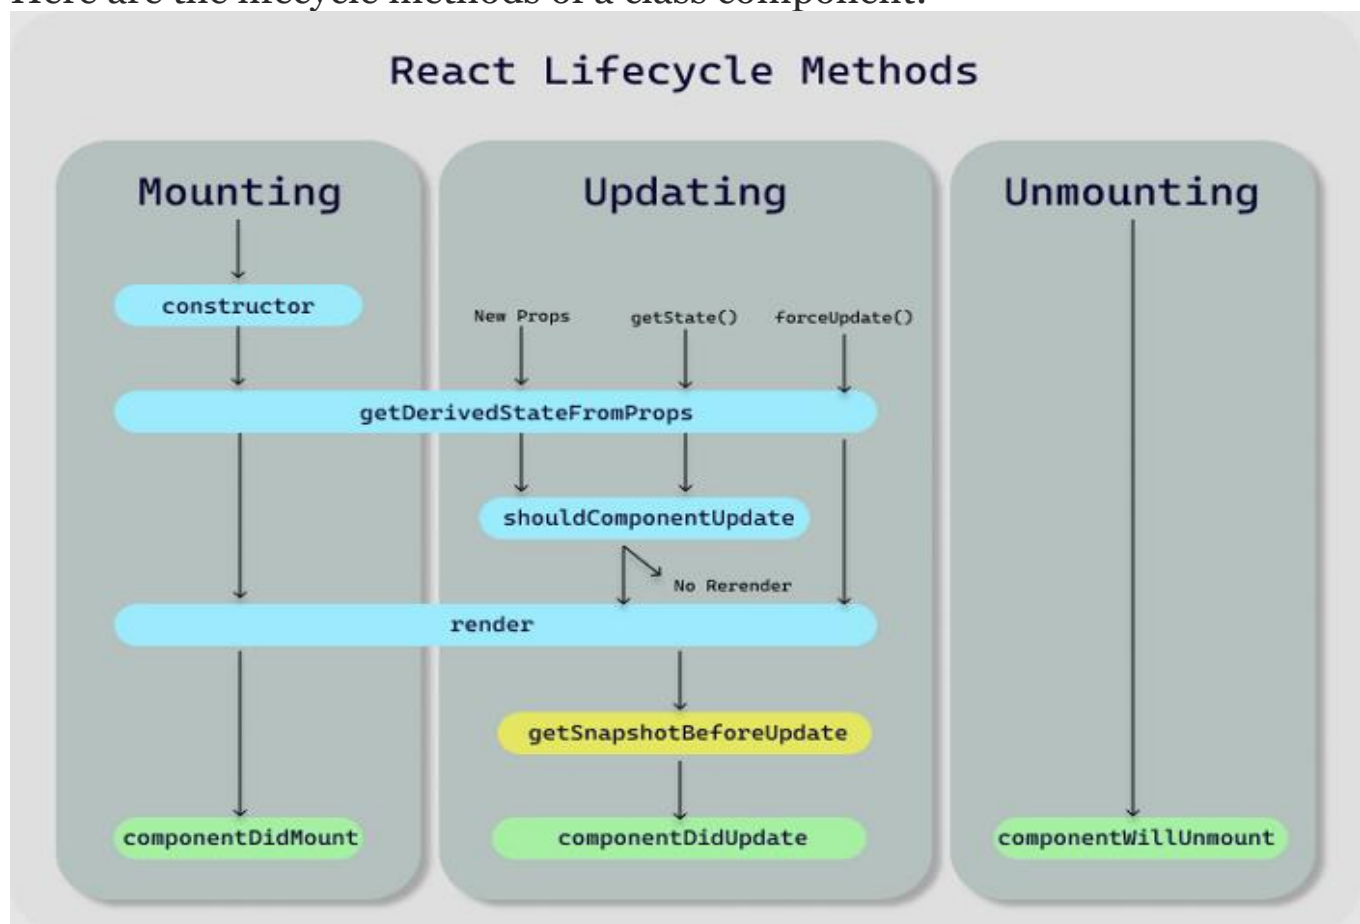 Here are the lifecycle methods of a class component:
React Lifecycle Methods
Mounting
Updating
Unmounting
constructor
New Props
getState()
forceUpdate()
getDerivedStateFromProps
shouldComponentUpdate
No Rerender
render
getSnapshotBeforeUpdate
componentDidMount
componentDidUpdate
componentWillUnmount